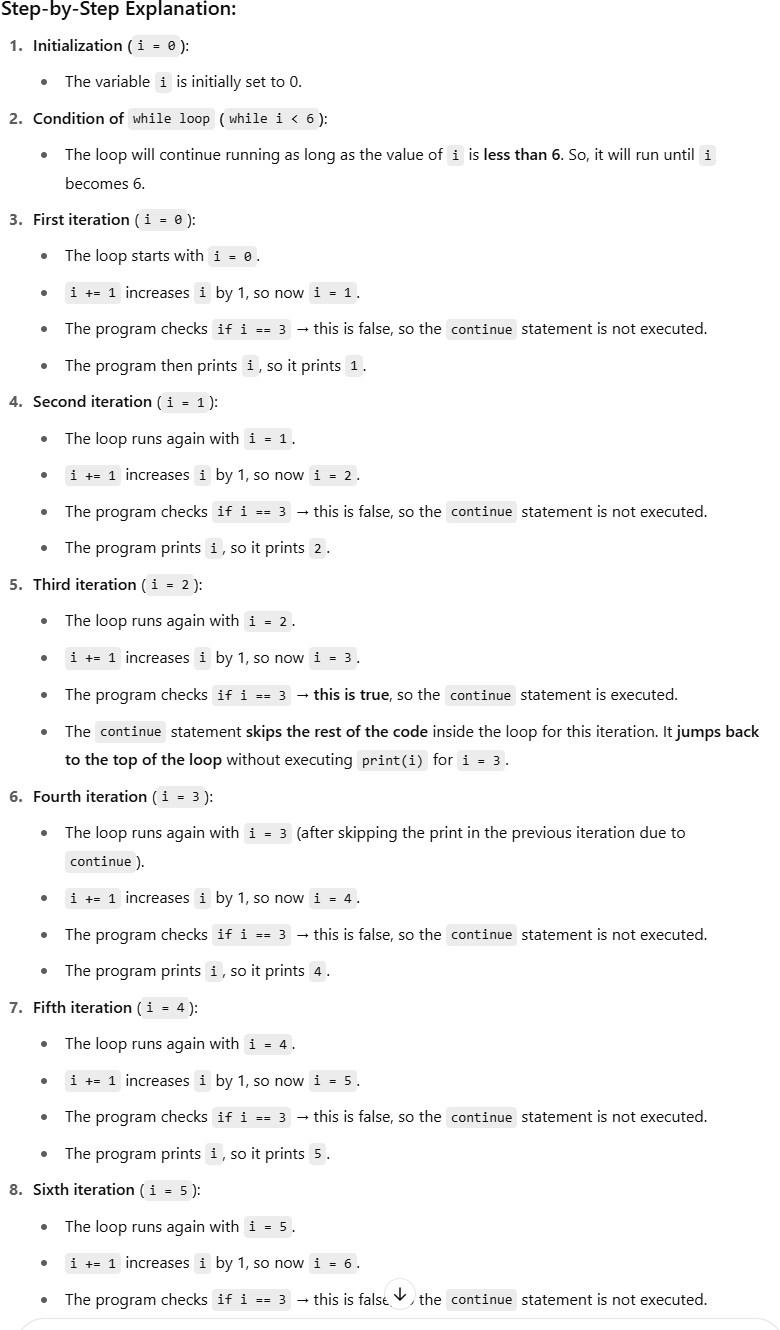 Step-by-Step Explanation:
1. Initialization ( i = 0 ):
• The variable i is initially set to 0.
2. Condition of while loop ( while i < 6 ):
• The loop will continue running as long as the value of i is less than 6. So, it will run until i
becomes 6.
3. First iteration ( i = 0 ):
• The loop starts with i = 0 .
• i += 1 increases i by 1, so now i = 1 .
• The program checks if i == 3 → this is false, so the continue statement is not executed.
• The program then prints i , so it prints 1 .
4. Second iteration ( i = 1 ):
• The loop runs again with i = 1 .
• i += 1 increases i by 1, so now i = 2 .
• The program checks if i == 3 → this is false, so the continue statement is not executed.
• The program prints i , so it prints 2 .
5. Third iteration ( i = 2 ):
• The loop runs again with i = 2 .
• i += 1 increases i by 1, so now i = 3 .
• The program checks if i == 3 → this is true, so the continue statement is executed.
• The continue statement skips the rest of the code inside the loop for this iteration. It jumps back
to the top of the loop without executing print(i) for i = 3 .
6. Fourth iteration ( i = 3 ):
• The loop runs again with i = 3 (after skipping the print in the previous iteration due to
continue ).
• i += 1 increases i by 1, so now i = 4 .
• The program checks if i == 3 → this is false, so the continue statement is not executed.
• The program prints i , so it prints 4 .
7. Fifth iteration ( i = 4 ):
• The loop runs again with i = 4 .
• i += 1 increases i by 1, so now i = 5 .
• The program checks if i == 3 → this is false, so the continue statement is not executed.
• The program prints i , so it prints 5 .
8. Sixth iteration ( i = 5 ):
• The loop runs again with i = 5 .
• i += 1 increases i by 1, so now i = 6 .
• The program checks if i == 3 → this is false the continue statement is not executed.